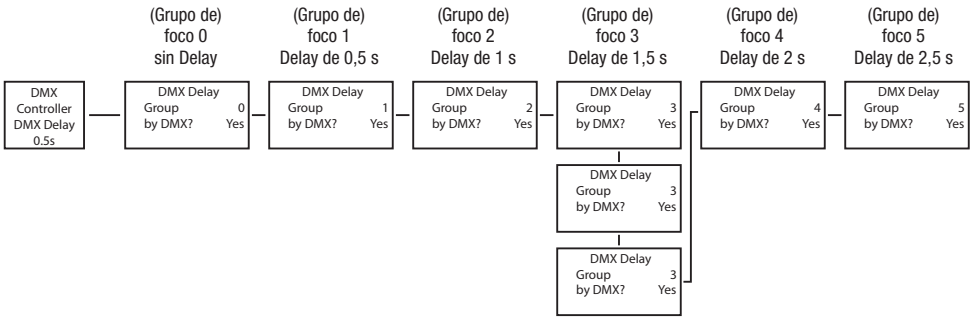 (Grupo de)
foco 0
sin Delay
(Grupo de)
foco 1
Delay de 0,5 s
(Grupo de)
foco 2
Delay de 1 s
(Grupo de)
foco 3
Delay de 1,5 s
(Grupo de)
foco 4
Delay de 2 s
(Grupo de)
foco 5
Delay de 2,5 s
DMX
Controller
DMX Delay
0.5s
DMX Delay
Group 0
by DMX? Yes
DMX Delay
Group 1
by DMX? Yes
DMX Delay
Group 2
by DMX? Yes
DMX Delay
Group 3
by DMX? Yes
DMX Delay
Group 4
by DMX? Yes
DMX Delay
Group 5
by DMX? Yes
DMX Delay
Group 3
by DMX? Yes
DMX Delay
Group 3
by DMX? Yes